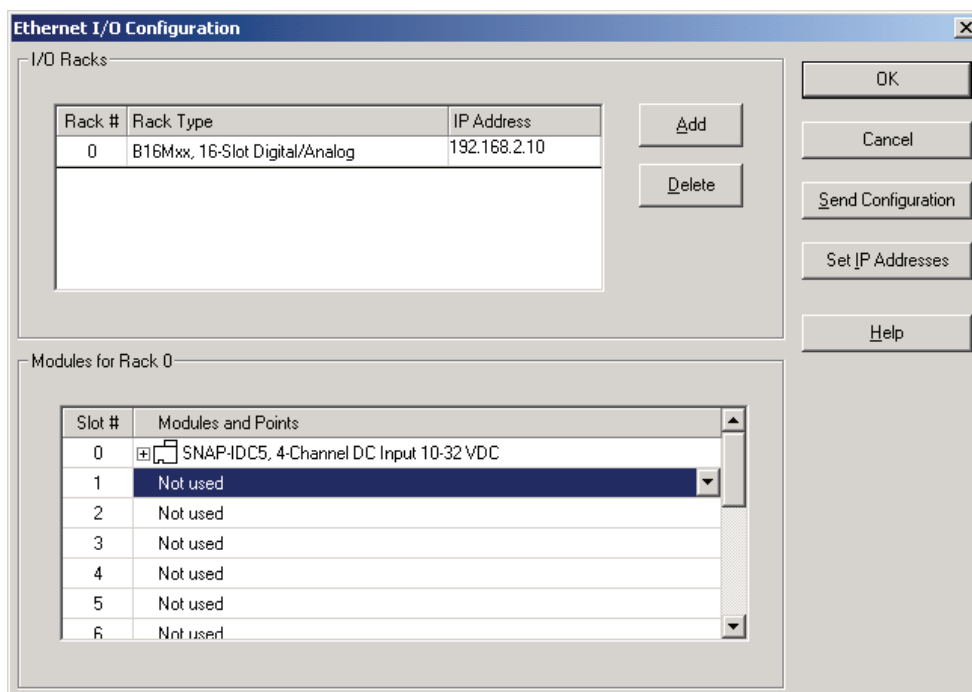 Ethernet I/O Configuration
I/O Racks
Rack # Rack Type IP Address
0 B16Mxx, 16-Slot Digital/Analog 192.168.2.10
Add
Delete
OK
Cancel
Send Configuration
Set IP Addresses
Help
Modules for Rack 0
Slot # Modules and Points
0 SNAP-IDC5, 4-Channel DC Input 10-32 VDC
1 Not used
2 Not used
3 Not used
4 Not used
5 Not used
6 Not used